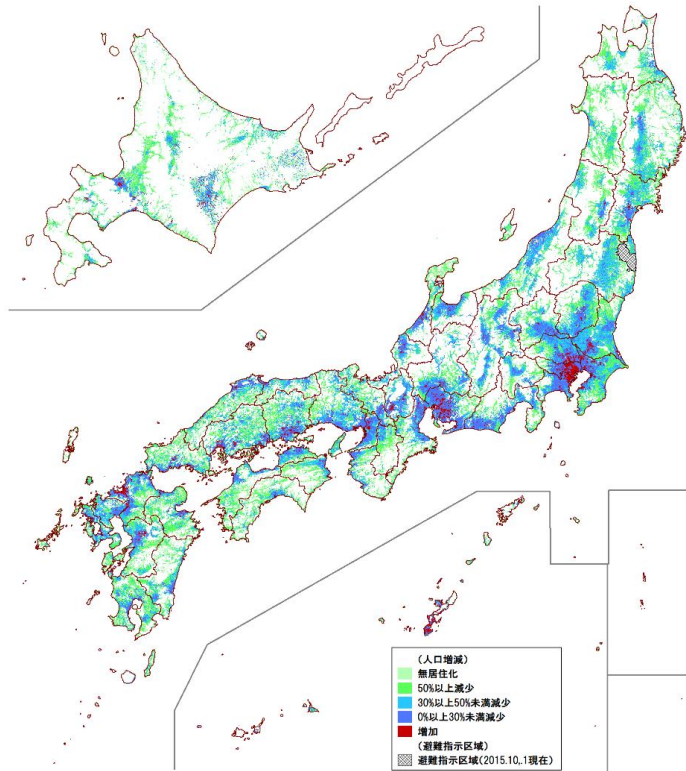 (人口増減)
無居住化
50%以上減少
30%以上50%未満減少
0%以上30%未満減少
増加
(避難指示区域)
避難指示区域(2015.10,.1現在)